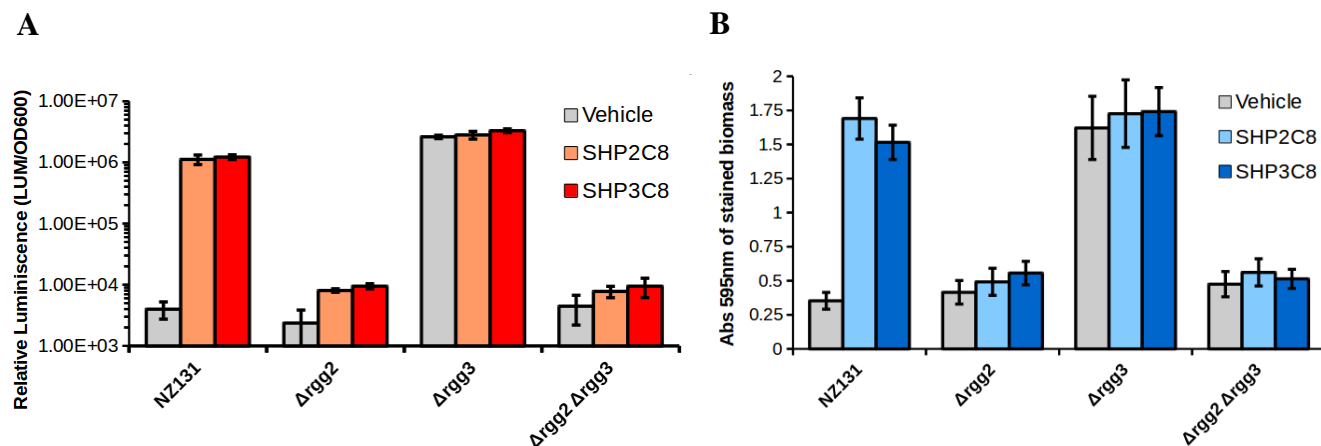 A
B
Relative Luminiscence (LUM/OD600)
1.00E+07
1.00E+06
1.00E+05
1.00E+04
1.00E+03
Vehicle
SHP2C8
SHP3C8
NZ131
Δrgg2
Δrgg3
Δrgg2 Δrgg3
Abs 595nm of stained biomass
2
1.75
1.5
1.25
1
0.75
0.5
0.25
0
Vehicle
SHP2C8
SHP3C8
NZ131
Δrgg2
Δrgg3
Δrgg2 Δrgg3